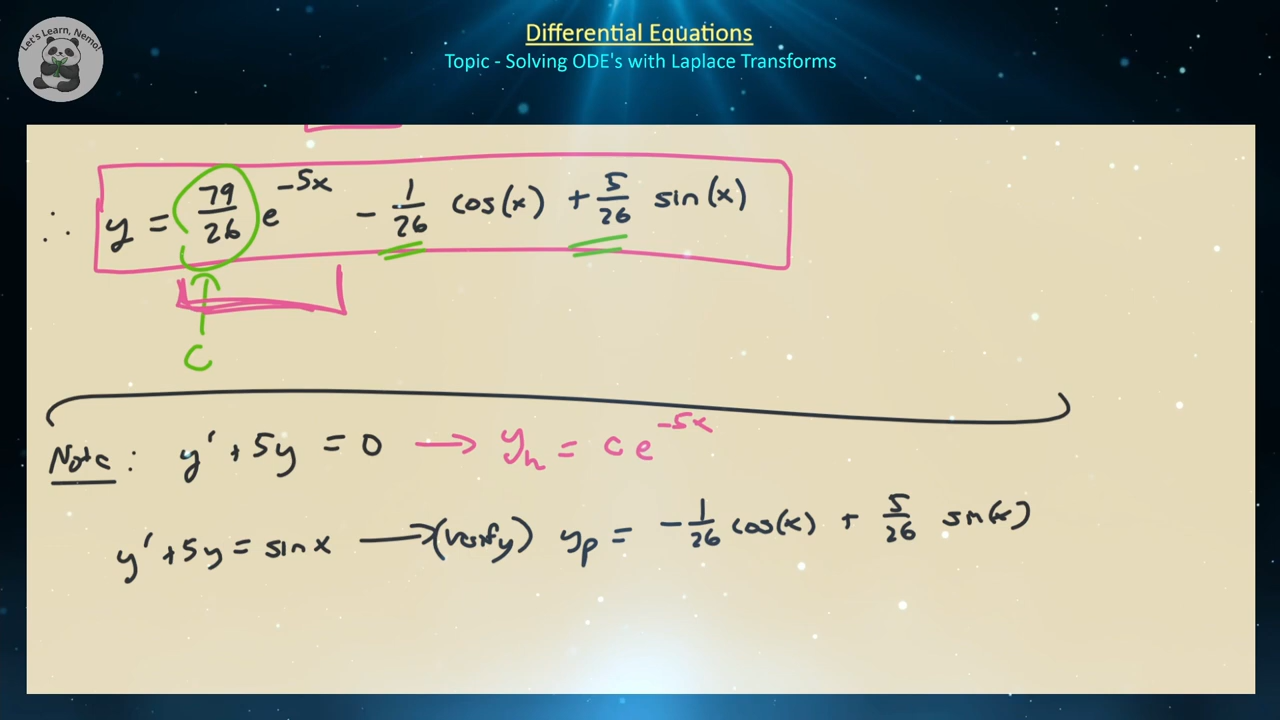 Let's Learn, Nemo!
Differential Equations
Topic - Solving ODE's with Laplace Transforms
∴ y = 79/26 e^{-5x} - 1/26 cos(x) + 5/26 sin(x)
C
Note: y' + 5y = 0 → y_h = c e^{-5x}
y' + 5y = sin x → (verify) y_p = -1/26 cos(x) + 5/26 sin(x)